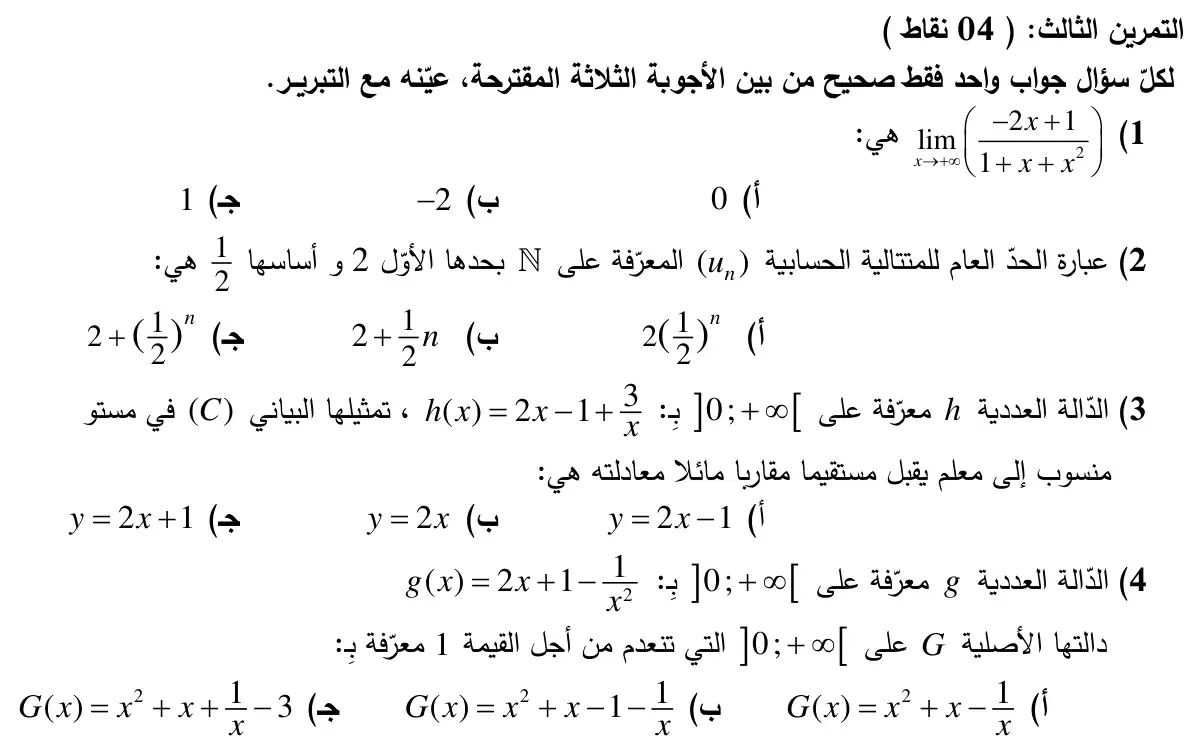 التمرين الثالث: ( 04 نقاط )
لكلّ سؤال جواب واحد فقط صحيح من بين الأجوبة الثلاثة المقترحة، عيّنه مع التبرير.
1) lim x→+∞ ( (−2x+1) / (1+x+x²) ) هي:
أ) 0 ب) −2 جـ) 1
2) عبارة الحدّ العام للمتتالية الحسابية (uₙ) المعرّفة على ℕ بحدها الأوّل 2 و أساسها 1/2 هي:
أ) 2(1/2)ⁿ ب) 2 + 1/2 n جـ) 2 + (1/2)ⁿ
3) الدّالة العددية h معرّفة على ]0;+∞[ بِـ: h(x) = 2x − 1 + 3/x ، تمثيلها البياني (C) في مستو
منسوب إلى معلم يقبل مستقيما مقاربا مائلا معادلته هي:
أ) y = 2x − 1 ب) y = 2x جـ) y = 2x + 1
4) الدّالة العددية g معرّفة على ]0;+∞[ بِـ: g(x) = 2x + 1 − 1/x²
دالتها الأصلية G على ]0;+∞[ التي تنعدم من أجل القيمة 1 معرّفة بِـ:
أ) G(x) = x² + x − 1/x ب) G(x) = x² + x − 1 − 1/x جـ) G(x) = x² + x + 1/x − 3